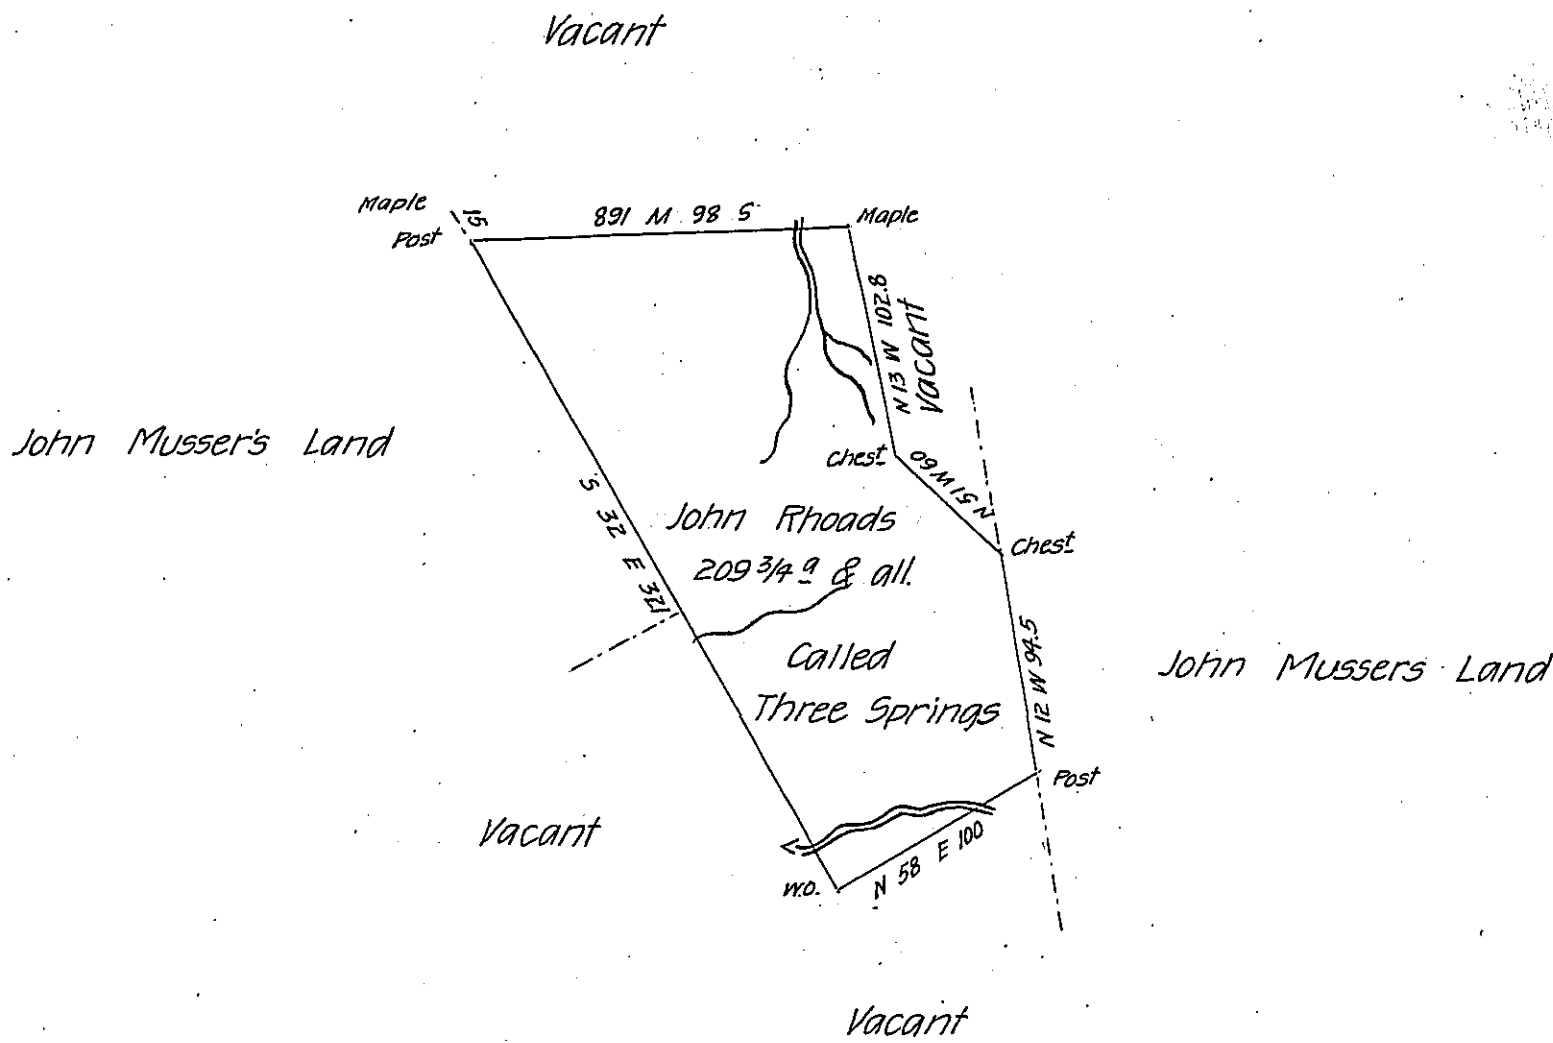 Vacant
Maple
15
Post
S 86 W 168
Maple
N 13 W 102.8
Vacant
John Musser's Land
Chest
N 51 W 60
S 32 E 321
John Rhoads
209 3/4 a & all.
Chest
Called
Three Springs
N 12 W 94.5
John Mussers Land
Post
Vacant
W.O.
N 58 E 100
Vacant